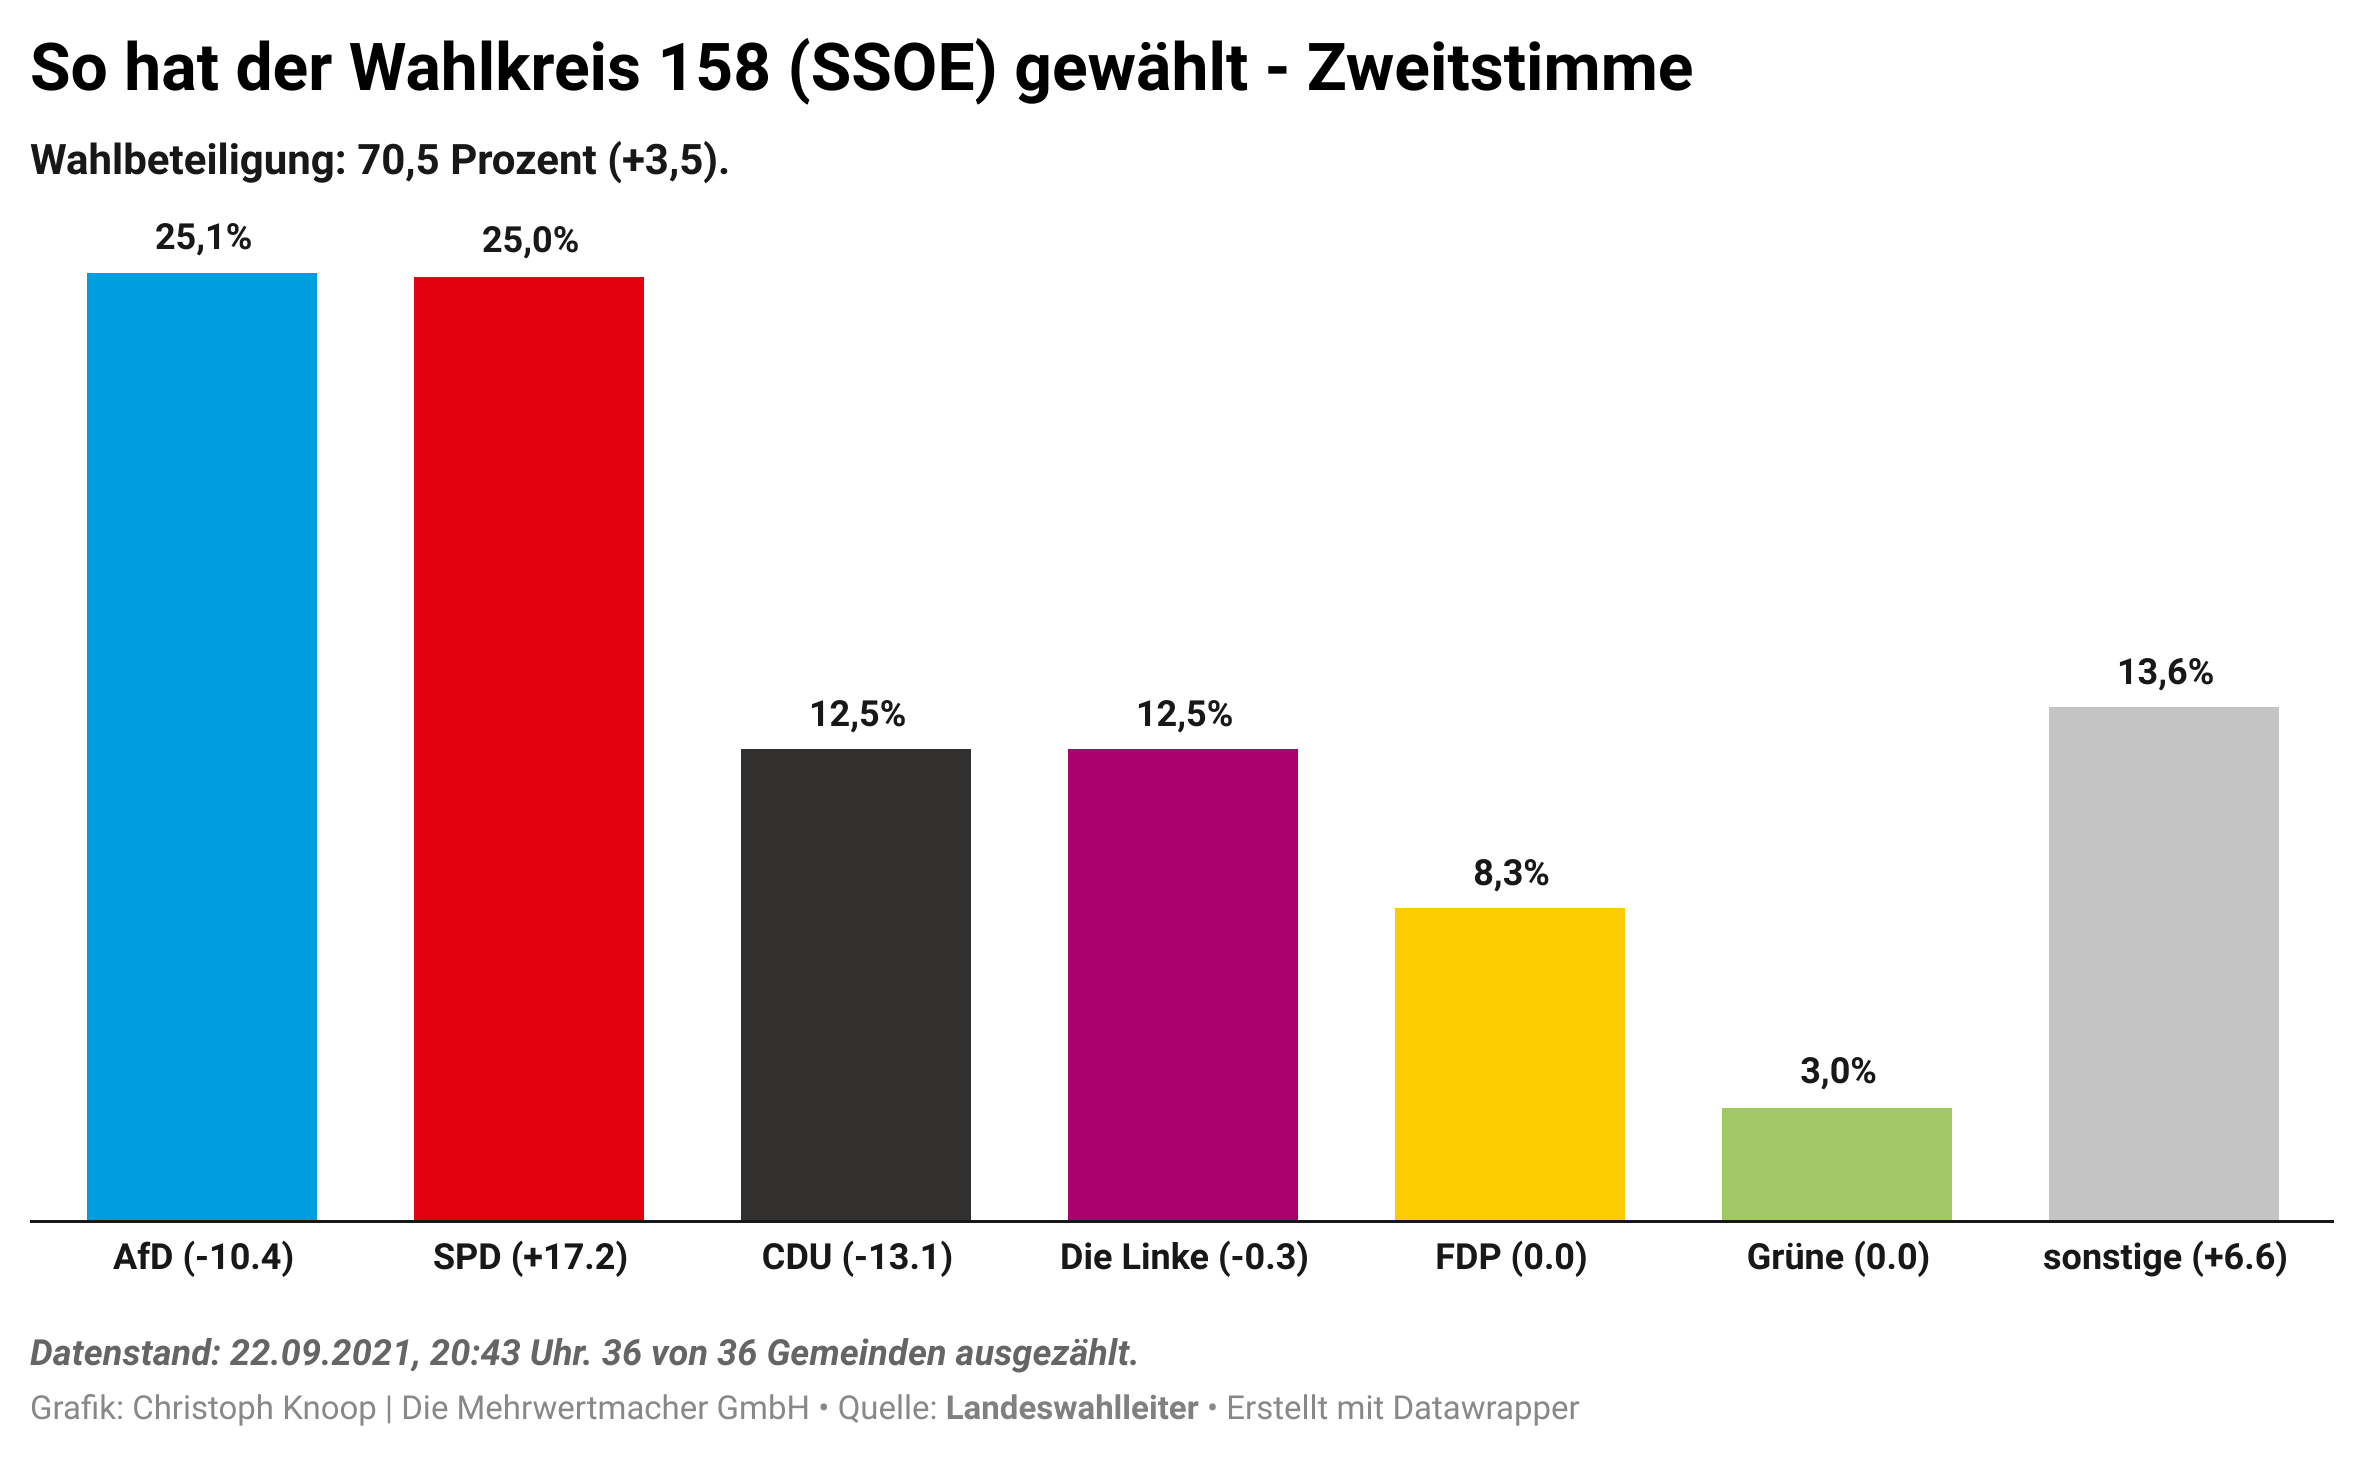 So hat der Wahlkreis 158 (SSOE) gewählt - Zweitstimme
Wahlbeteiligung: 70,5 Prozent (+3,5).
25,1%
25,0%
12,5%
12,5%
8,3%
3,0%
13,6%
AfD (-10.4)
SPD (+17.2)
CDU (-13.1)
Die Linke (-0.3)
FDP (0.0)
Grüne (0.0)
sonstige (+6.6)
Datenstand: 22.09.2021, 20:43 Uhr. 36 von 36 Gemeinden ausgezählt.
Grafik: Christoph Knoop | Die Mehrwertmacher GmbH • Quelle: Landeswahlleiter • Erstellt mit Datawrapper